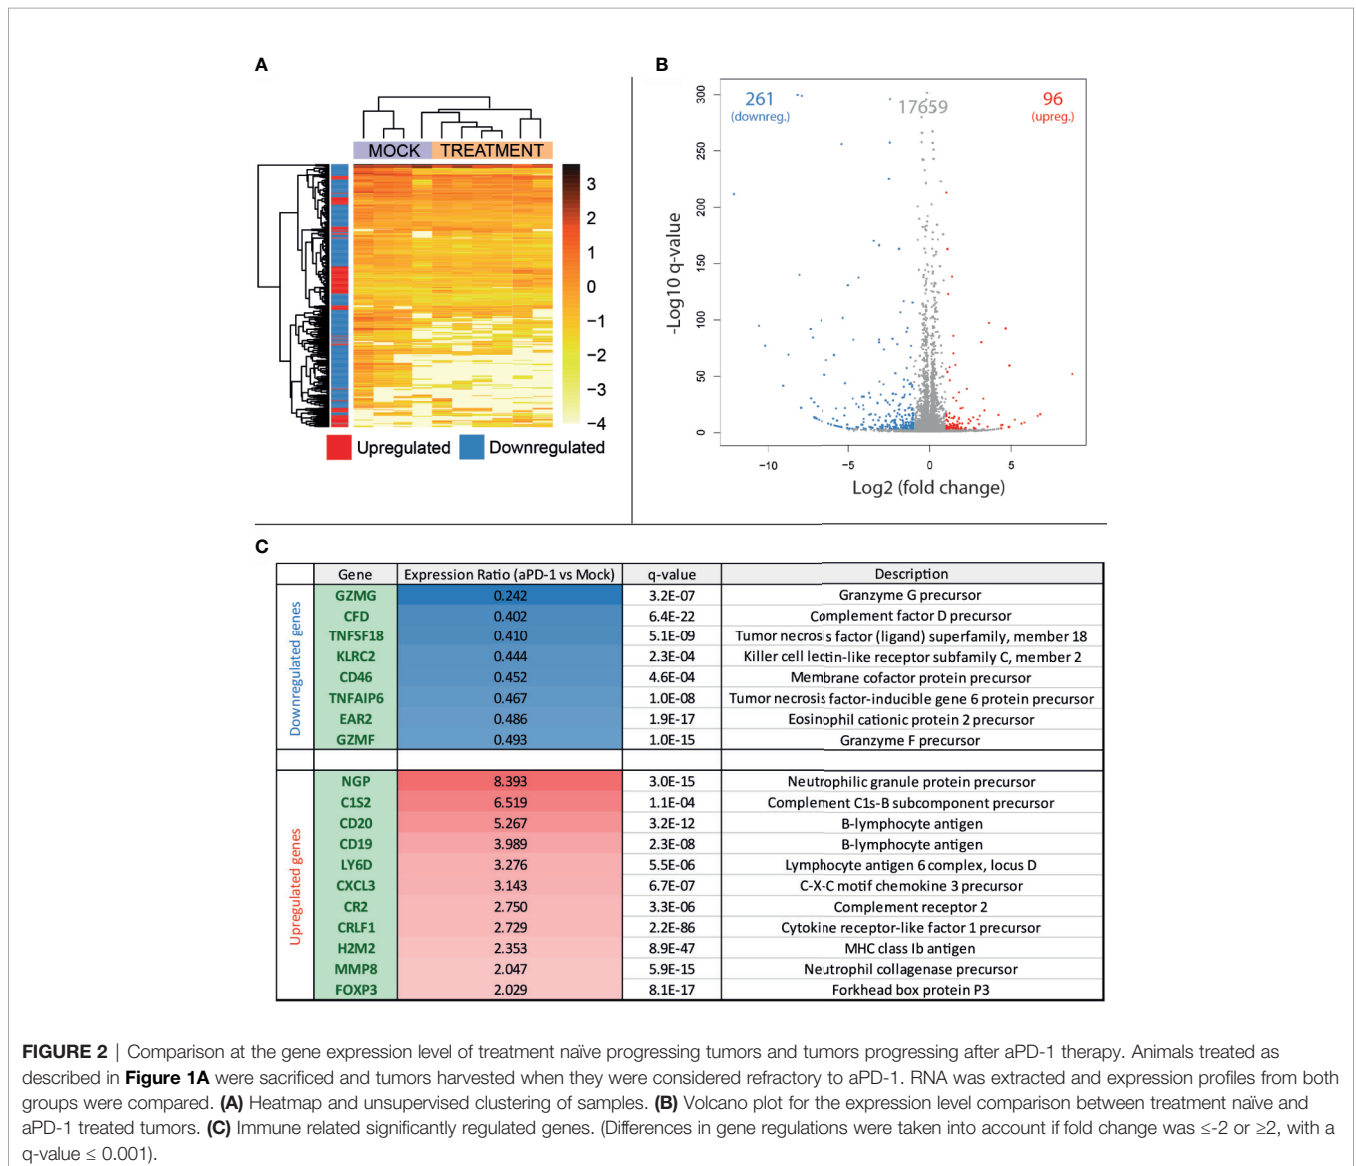 A
MOCK TREATMENT
3
2
1
0
−1
−2
−3
−4
Upregulated Downregulated
B
261
(downreg.)
17659
96
(upreg.)
300
250
200
150
100
50
0
-Log10 q-value
−10 −5 0 5
Log2 (fold change)
C
Gene Expression Ratio (aPD-1 vs Mock) q-value Description
Downregulated genes
GZMG 0.242 3.2E-07 Granzyme G precursor
CFD 0.402 6.4E-22 Complement factor D precursor
TNFSF18 0.410 5.1E-09 Tumor necrosis factor (ligand) superfamily, member 18
KLRC2 0.444 2.3E-04 Killer cell lectin-like receptor subfamily C, member 2
CD46 0.452 4.6E-04 Membrane cofactor protein precursor
TNFAIP6 0.467 1.0E-08 Tumor necrosis factor-inducible gene 6 protein precursor
EAR2 0.486 1.9E-17 Eosinophil cationic protein 2 precursor
GZMF 0.493 1.0E-15 Granzyme F precursor
Upregulated genes
NGP 8.393 3.0E-15 Neutrophilic granule protein precursor
C1S2 6.519 1.1E-04 Complement C1s-B subcomponent precursor
CD20 5.267 3.2E-12 B-lymphocyte antigen
CD19 3.989 2.3E-08 B-lymphocyte antigen
LY6D 3.276 5.5E-06 Lymphocyte antigen 6 complex, locus D
CXCL3 3.143 6.7E-07 C-X-C motif chemokine 3 precursor
CR2 2.750 3.3E-06 Complement receptor 2
CRLF1 2.729 2.2E-86 Cytokine receptor-like factor 1 precursor
H2M2 2.353 8.9E-47 MHC class Ib antigen
MMP8 2.047 5.9E-15 Neutrophil collagenase precursor
FOXP3 2.029 8.1E-17 Forkhead box protein P3
FIGURE 2 | Comparison at the gene expression level of treatment naïve progressing tumors and tumors progressing after aPD-1 therapy. Animals treated as
described in Figure 1A were sacrificed and tumors harvested when they were considered refractory to aPD-1. RNA was extracted and expression profiles from both
groups were compared. (A) Heatmap and unsupervised clustering of samples. (B) Volcano plot for the expression level comparison between treatment naïve and
aPD-1 treated tumors. (C) Immune related significantly regulated genes. (Differences in gene regulations were taken into account if fold change was ≤-2 or ≥2, with a
q-value ≤ 0.001).